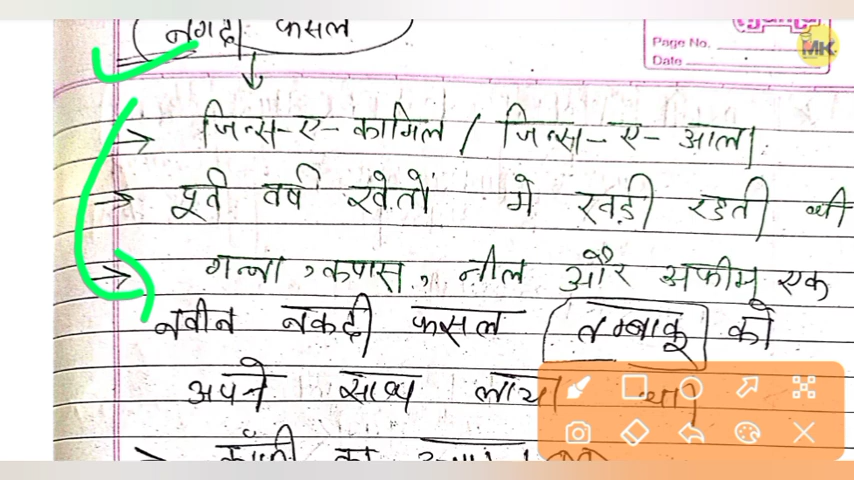 नगदी फसल
Page No.
Date
MK
→ जिन्स-ए-कामिल / जिन्स-ए-आला
→ पूर्व वर्ष खेतों में खड़ी रहती थी
→ गन्ना, कपास, नील और अफीम एक
नवीन नकदी फसल तम्बाकू को
अपने साथ लाया था